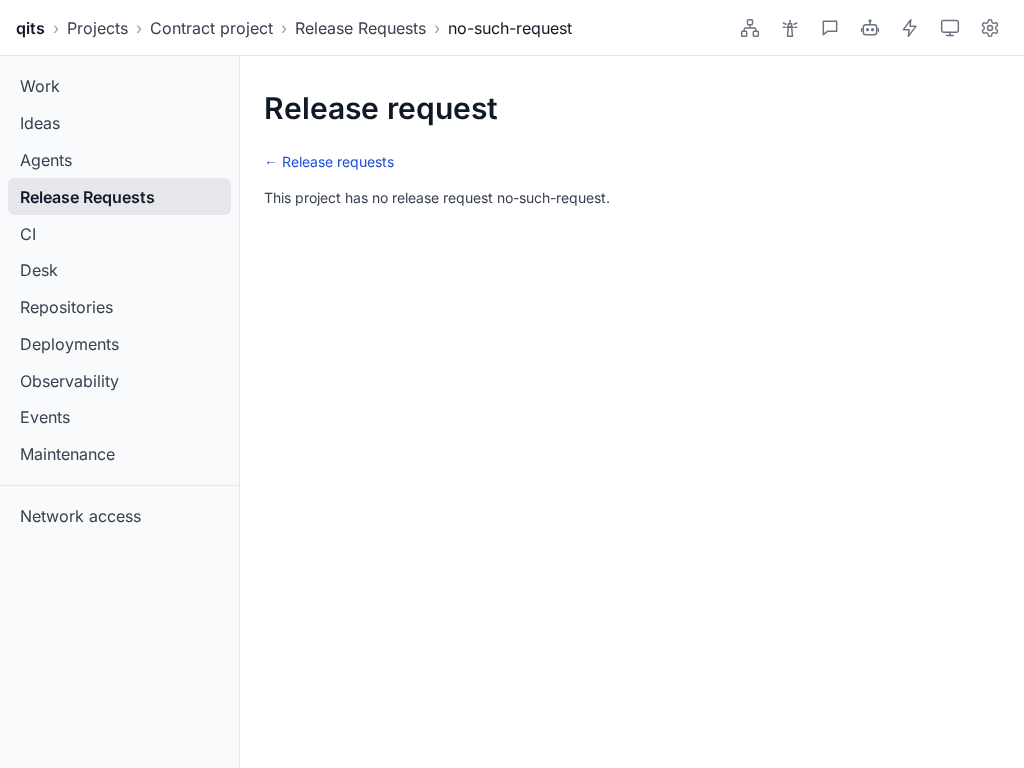 qits › Projects › Contract project › Release Requests › no-such-request
Work
Ideas
Agents
Release Requests
CI
Desk
Repositories
Deployments
Observability
Events
Maintenance
Network access
Release request
← Release requests
This project has no release request no-such-request.